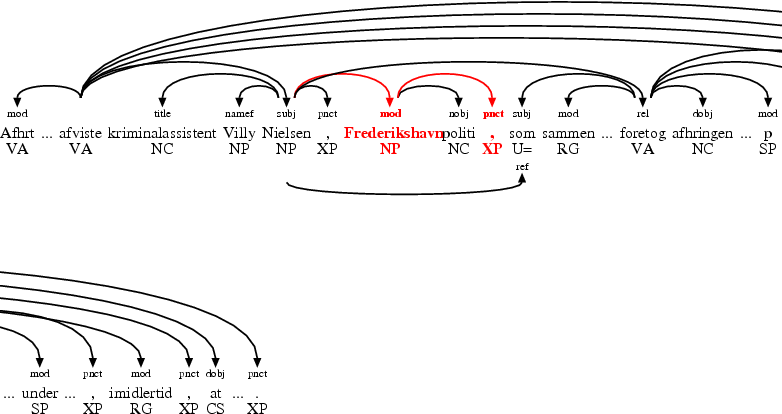 mod title namef subj pnct mod nobj pnct subj mod rel dobj mod
Afhrt ... afviste kriminalassistent Villy Nielsen , Frederikshavnpoliti , som sammen ... foretog afhringen ... p
VA VA NC NP NP XP NP NC XP U= RG VA NC SP
ref
mod pnct mod pnct dobj pnct
... under ... , imidlertid , at ... .
SP XP RG XP CS XP